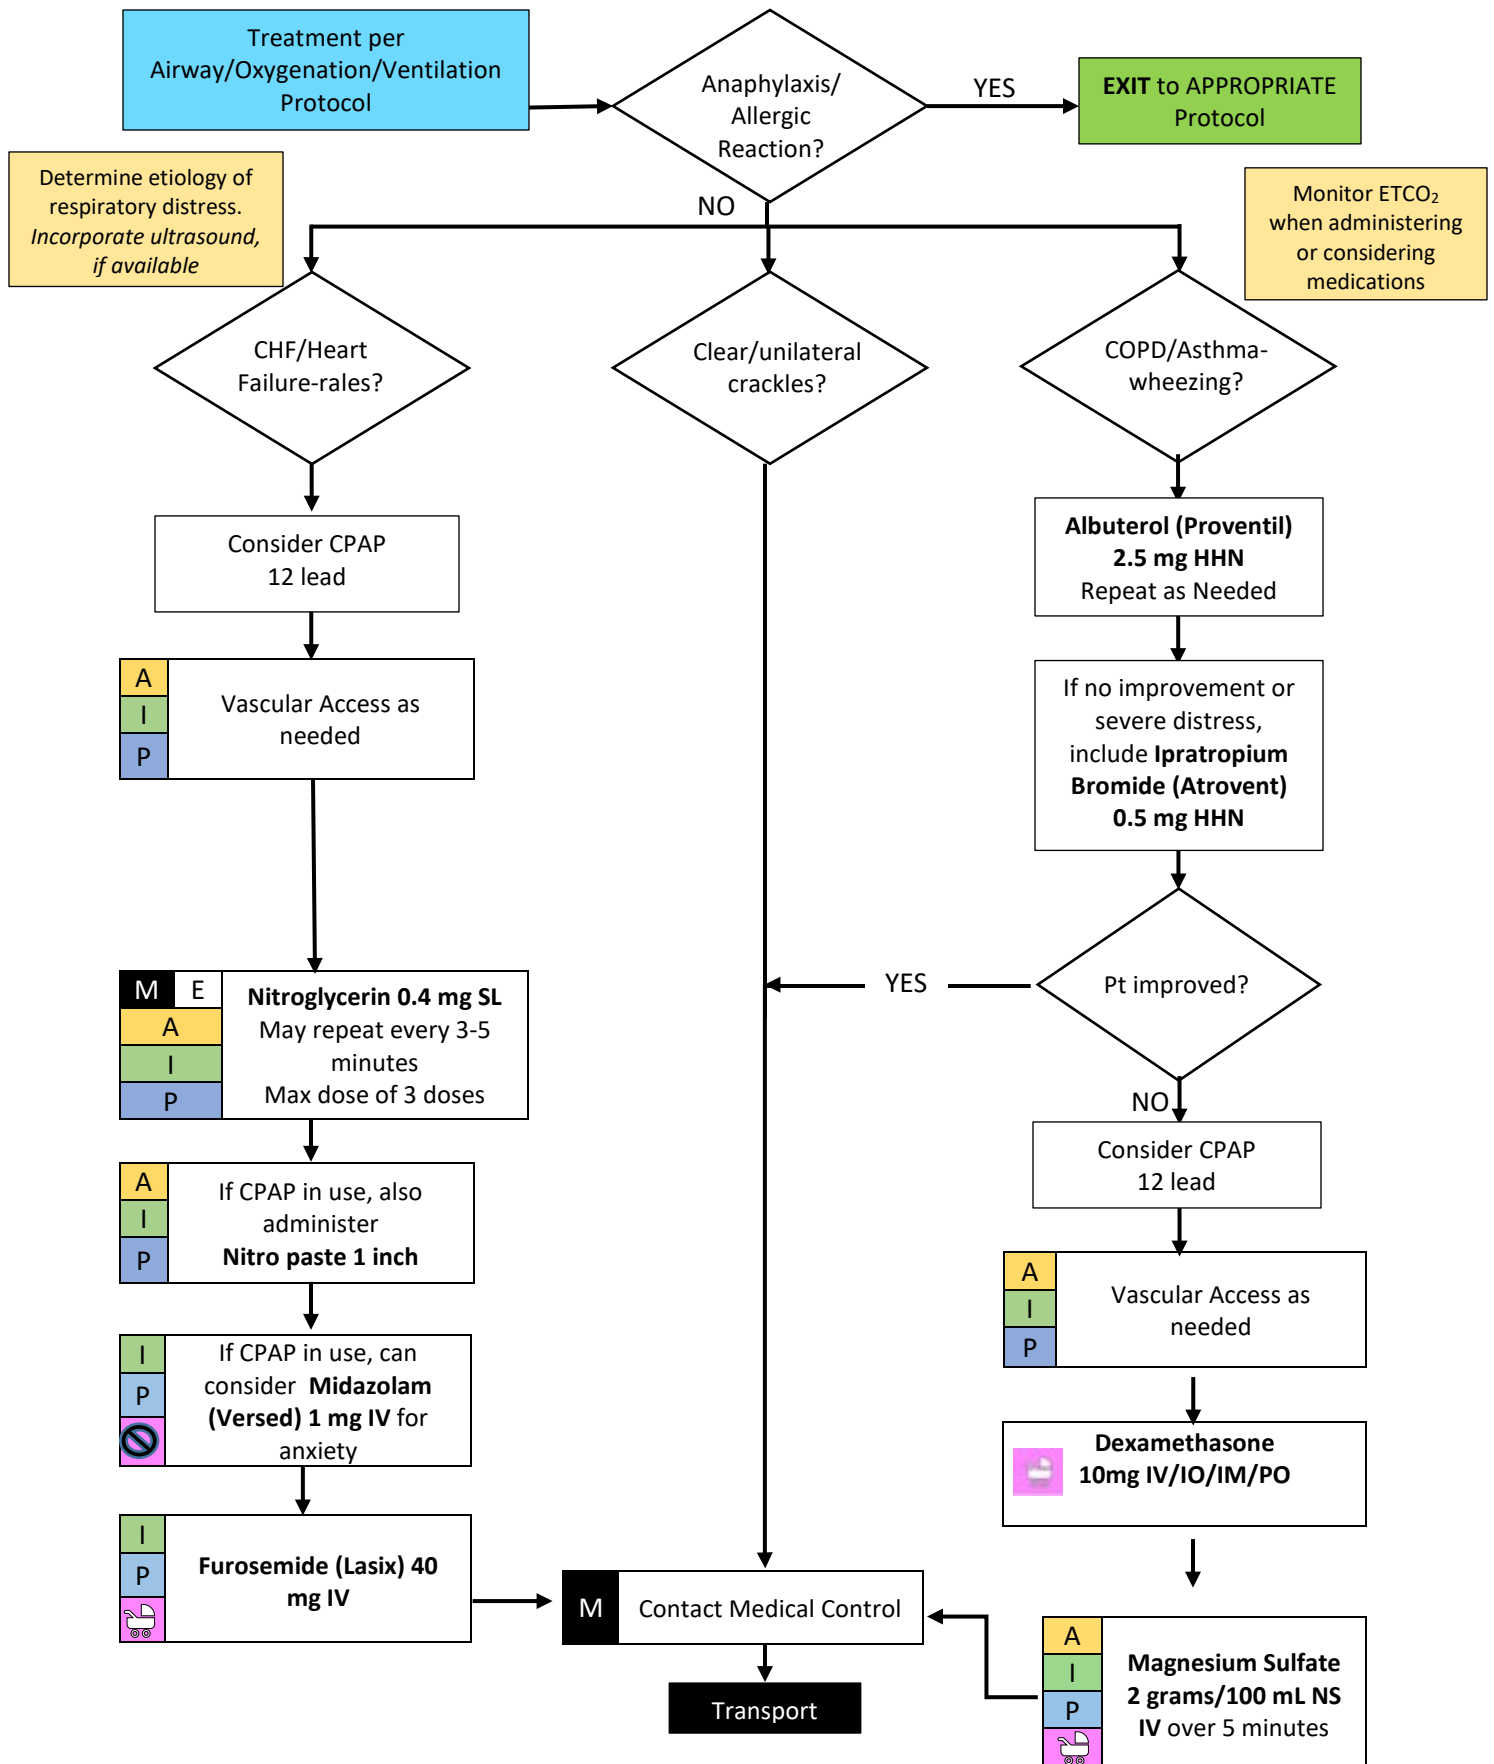 Treatment per
Airway/Oxygenation/Ventilation
Protocol
Anaphylaxis/
Allergic
Reaction?
YES
EXIT to APPROPRIATE
Protocol
Determine etiology of
respiratory distress.
Incorporate ultrasound,
if available
NO
Monitor ETCO₂
when administering
or considering
medications
CHF/Heart
Failure-rales?
Clear/unilateral
crackles?
COPD/Asthma-
wheezing?
Consider CPAP
12 lead
Albuterol (Proventil)
2.5 mg HHN
Repeat as Needed
A
I
P
Vascular Access as
needed
If no improvement or
severe distress,
include Ipratropium
Bromide (Atrovent)
0.5 mg HHN
M E
A
I
P
Nitroglycerin 0.4 mg SL
May repeat every 3-5
minutes
Max dose of 3 doses
YES
Pt improved?
NO
Consider CPAP
12 lead
A
I
P
If CPAP in use, also
administer
Nitro paste 1 inch
A
I
P
Vascular Access as
needed
I
P
If CPAP in use, can
consider Midazolam
(Versed) 1 mg IV for
anxiety
Dexamethasone
10mg IV/IO/IM/PO
I
P
Furosemide (Lasix) 40
mg IV
M
Contact Medical Control
A
I
P
Magnesium Sulfate
2 grams/100 mL NS
IV over 5 minutes
Transport